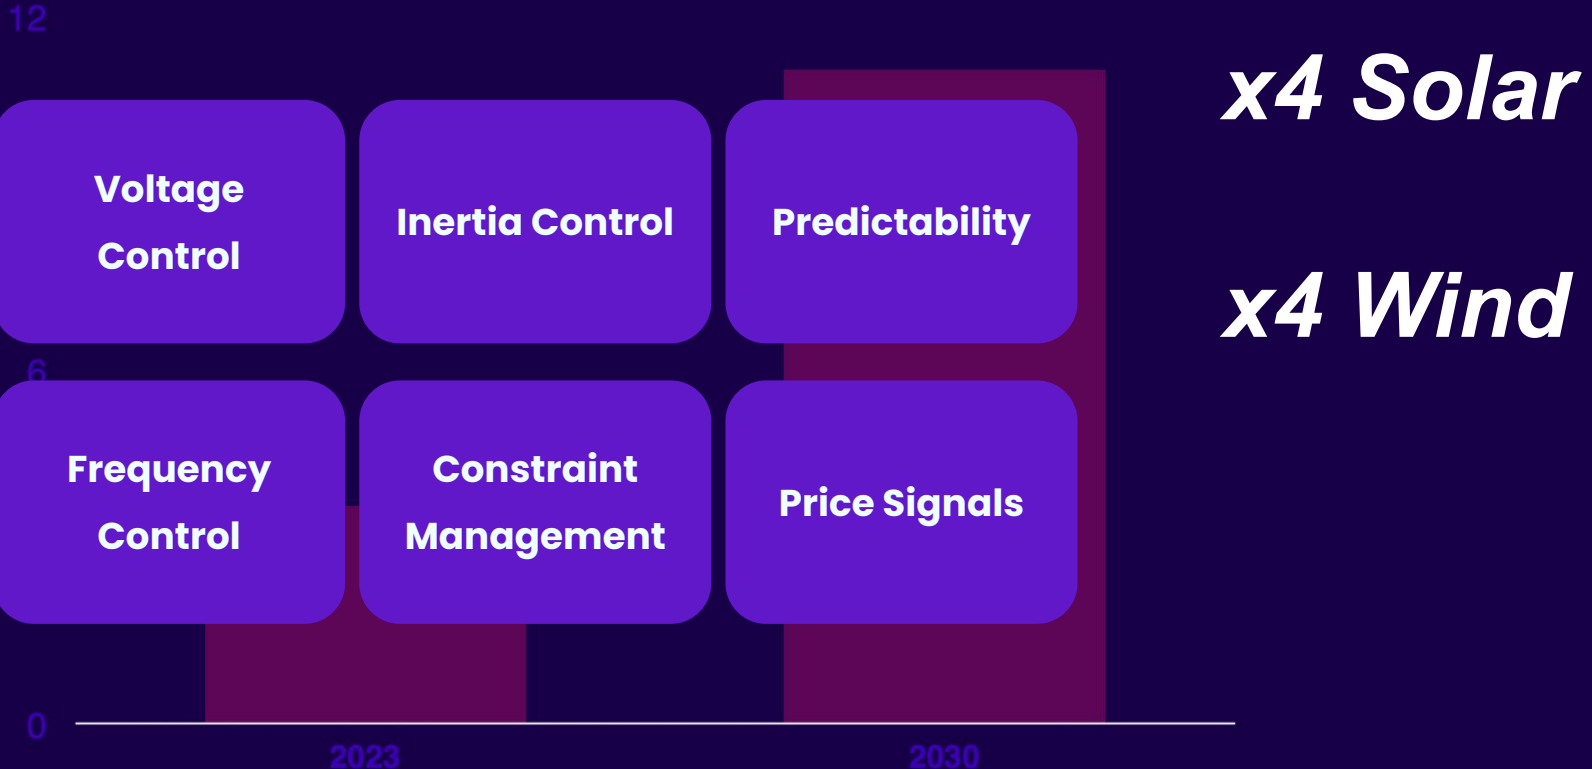 12
x4 Solar
Voltage
Control
Inertia Control
Predictability
x4 Wind
6
Frequency
Control
Constraint
Management
Price Signals
0
2023
2030